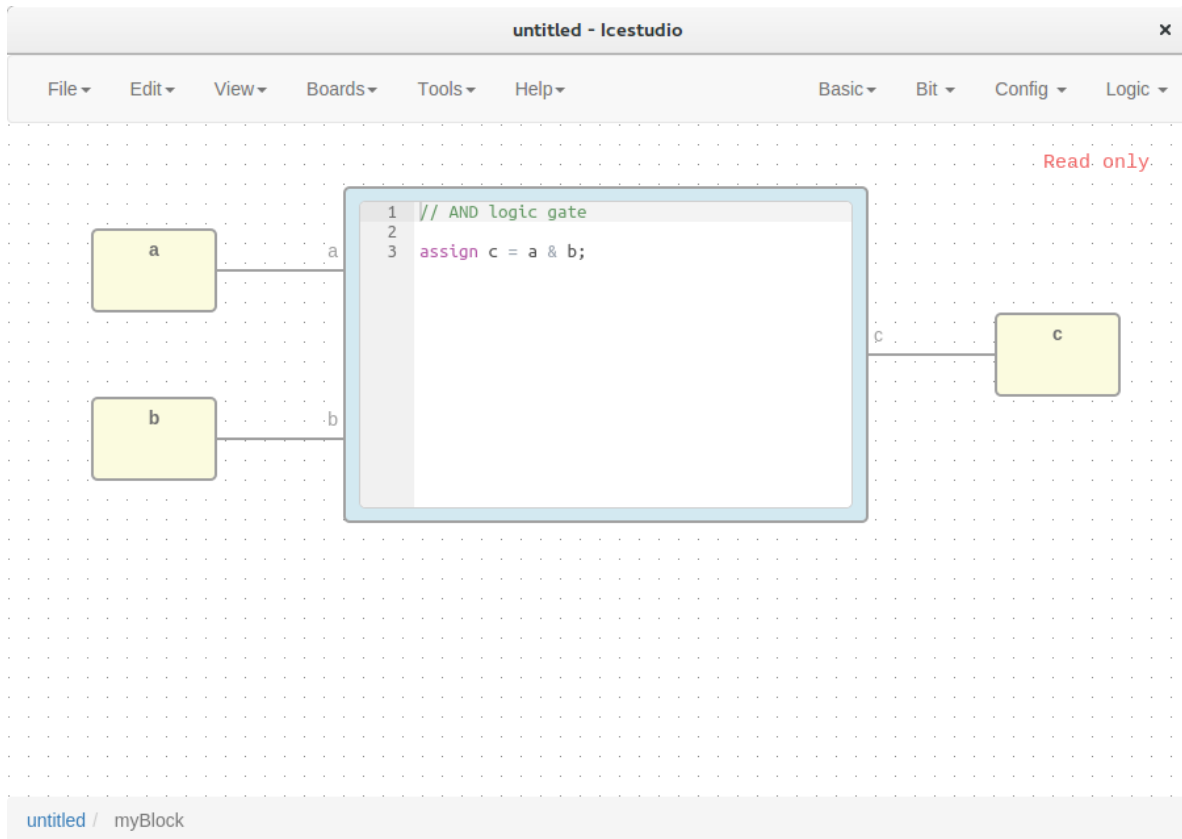 untitled - Icestudio ×
File Edit View Boards Tools Help Basic Bit Config Logic
Read only
1 // AND logic gate
2
3 assign c = a & b;
a
a
b
b
c
c
untitled / myBlock